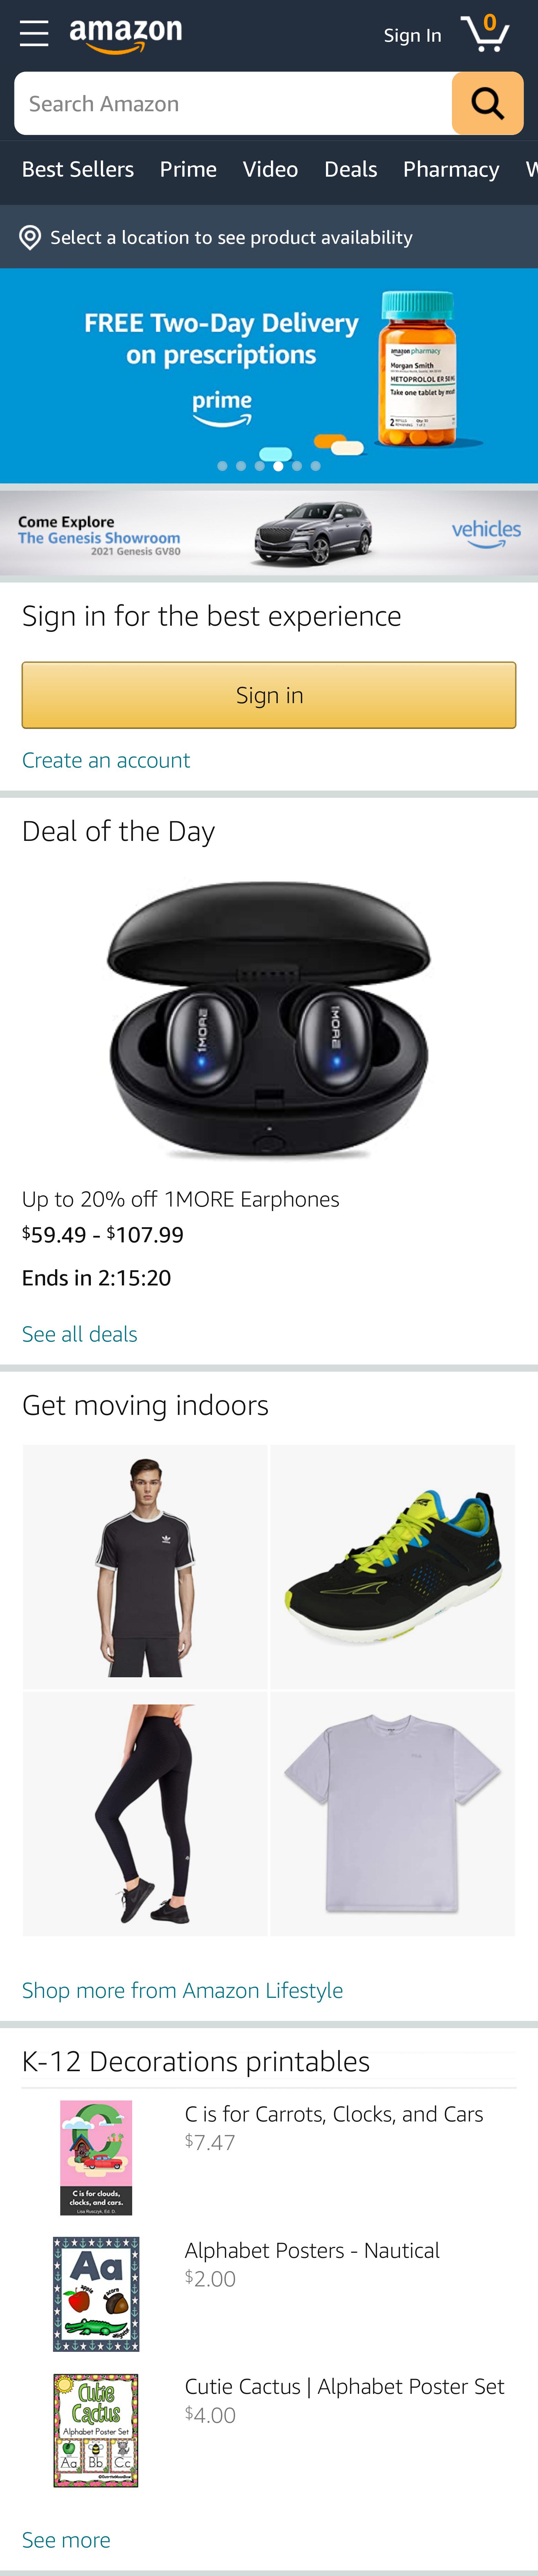 amazon
Sign In
0
Search Amazon
Best Sellers Prime Video Deals Pharmacy W
Select a location to see product availability
FREE Two-Day Delivery
on prescriptions
prime
amazon pharmacy
Morgan Smith
METOPROLOL ER 50 M
Take one tablet by mout
2
Come Explore
The Genesis Showroom
2021 Genesis GV80
vehicles
Sign in for the best experience
Sign in
Create an account
Deal of the Day
1MORE
1MORE
Up to 20% off 1MORE Earphones
$59.49 - $107.99
Ends in 2:15:20
See all deals
Get moving indoors
Shop more from Amazon Lifestyle
K-12 Decorations printables
C is for Carrots, Clocks, and Cars
$7.47
C
C is for clouds,
clocks, and cars.
Alphabet Posters - Nautical
$2.00
Aa
apple
acorn
Cutie Cactus | Alphabet Poster Set
$4.00
Cutie
Cactus
Alphabet Poster Set
Aa Bb Cc
See more